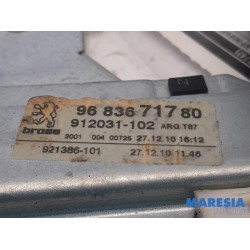 96 836 717 80
912031-102 ARG T87
brose
3001 004 00725 27.12.10 16:12
921386-101 27.12.10 11.46
MARESIA